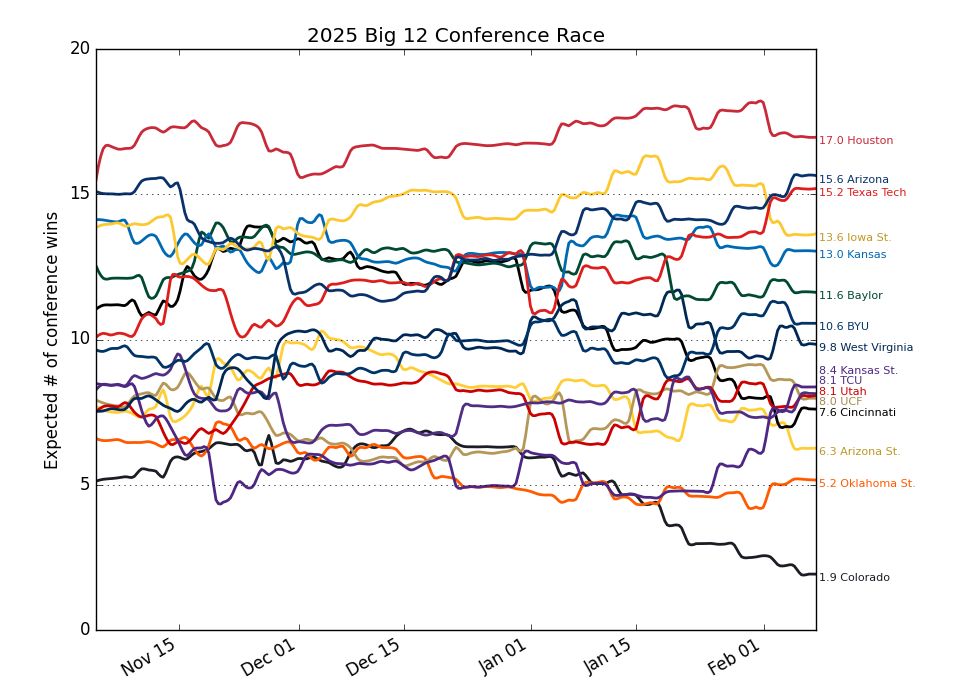 2025 Big 12 Conference Race
Expected # of conference wins
20
15
10
5
0
Nov 15
Dec 01
Dec 15
Jan 01
Jan 15
Feb 01
17.0 Houston
15.6 Arizona
15.2 Texas Tech
13.6 Iowa St.
13.0 Kansas
11.6 Baylor
10.6 BYU
9.8 West Virginia
8.4 Kansas St.
8.1 TCU
8.1 Utah
8.0 UCF
7.6 Cincinnati
6.3 Arizona St.
5.2 Oklahoma St.
1.9 Colorado